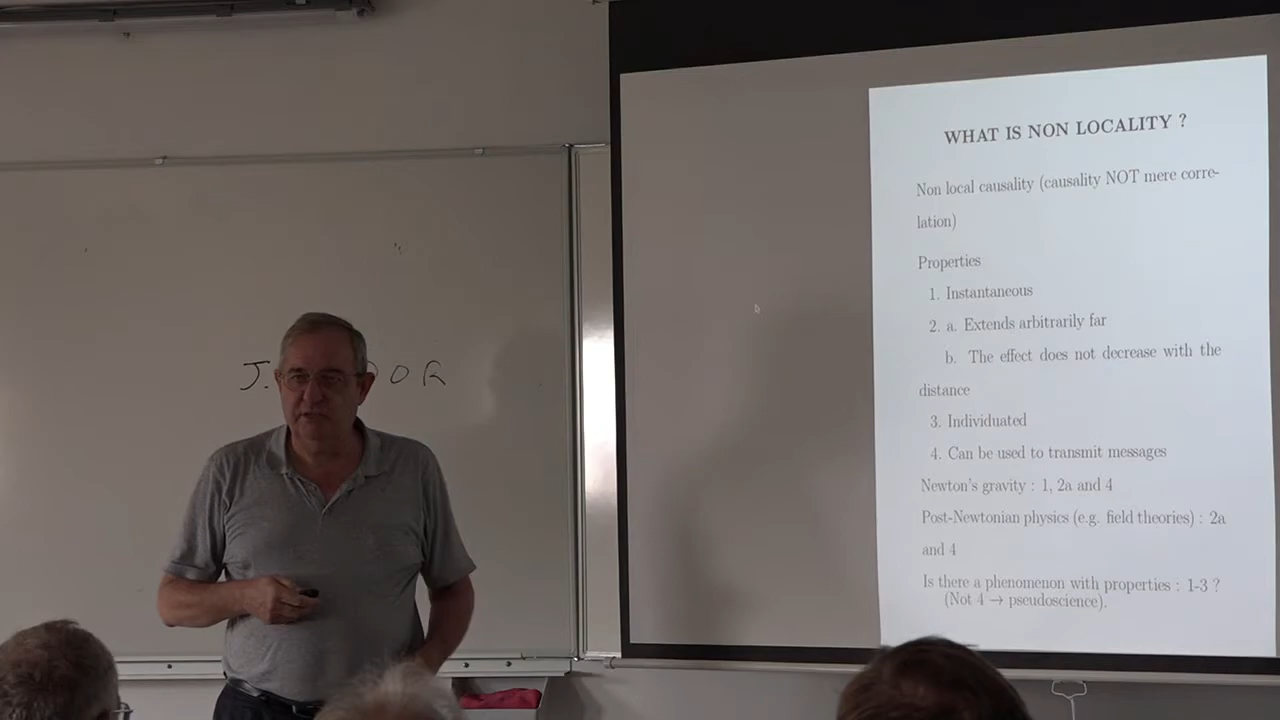 J. DOR
WHAT IS NON LOCALITY ?
Non local causality (causality NOT mere corre-
lation)
Properties
1. Instantaneous
2. a. Extends arbitrarily far
b. The effect does not decrease with the
distance
3. Individuated
4. Can be used to transmit messages
Newton's gravity : 1, 2a and 4
Post-Newtonian physics (e.g. field theories) : 2a
and 4
Is there a phenomenon with properties : 1-3 ?
(Not 4 → pseudoscience).